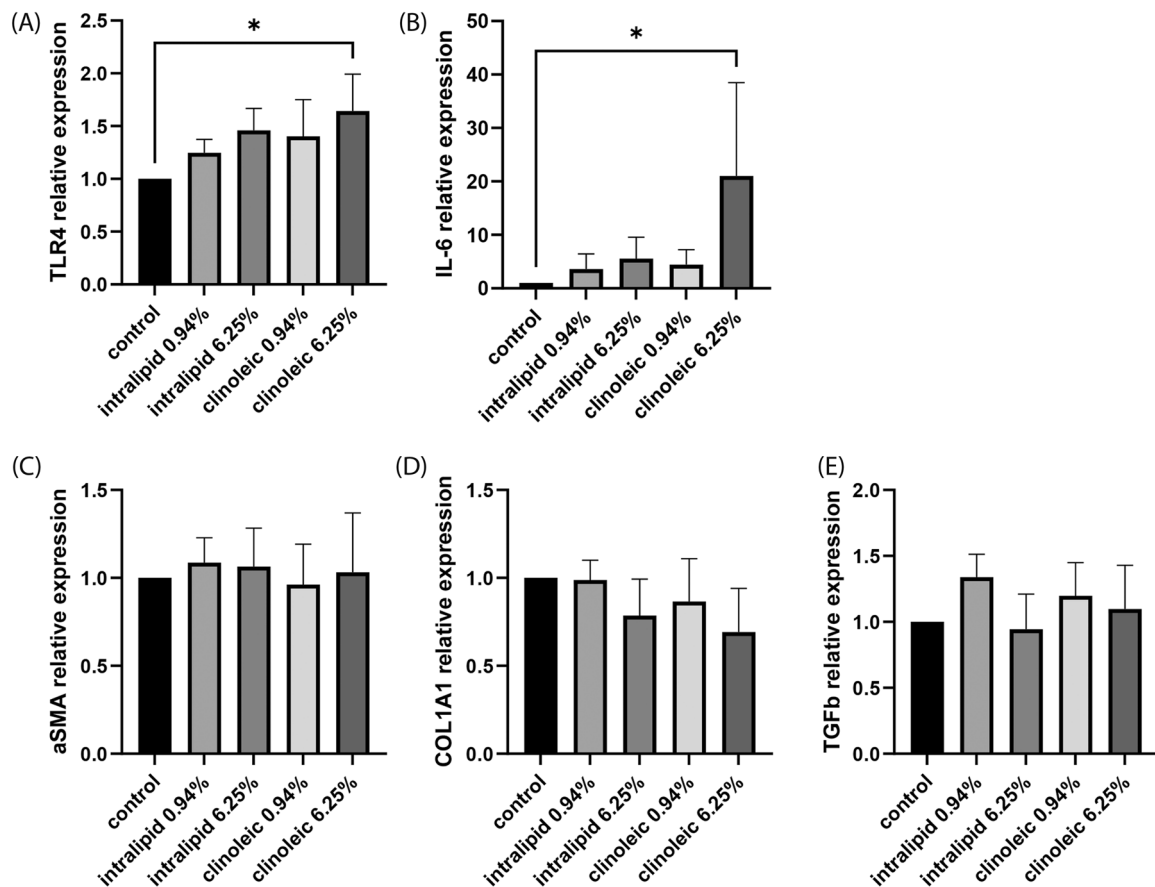 (A)
TLR4 relative expression
2.5
2.0
1.5
1.0
0.5
0.0
*
control
intralipid 0.94%
intralipid 6.25%
clinoleic 0.94%
clinoleic 6.25%
(B)
IL-6 relative expression
50
40
30
20
10
0
*
control
intralipid 0.94%
intralipid 6.25%
clinoleic 0.94%
clinoleic 6.25%
(C)
aSMA relative expression
1.5
1.0
0.5
0.0
control
intralipid 0.94%
intralipid 6.25%
clinoleic 0.94%
clinoleic 6.25%
(D)
COL1A1 relative expression
1.5
1.0
0.5
0.0
control
intralipid 0.94%
intralipid 6.25%
clinoleic 0.94%
clinoleic 6.25%
(E)
TGFb relative expression
2.0
1.5
1.0
0.5
0.0
control
intralipid 0.94%
intralipid 6.25%
clinoleic 0.94%
clinoleic 6.25%